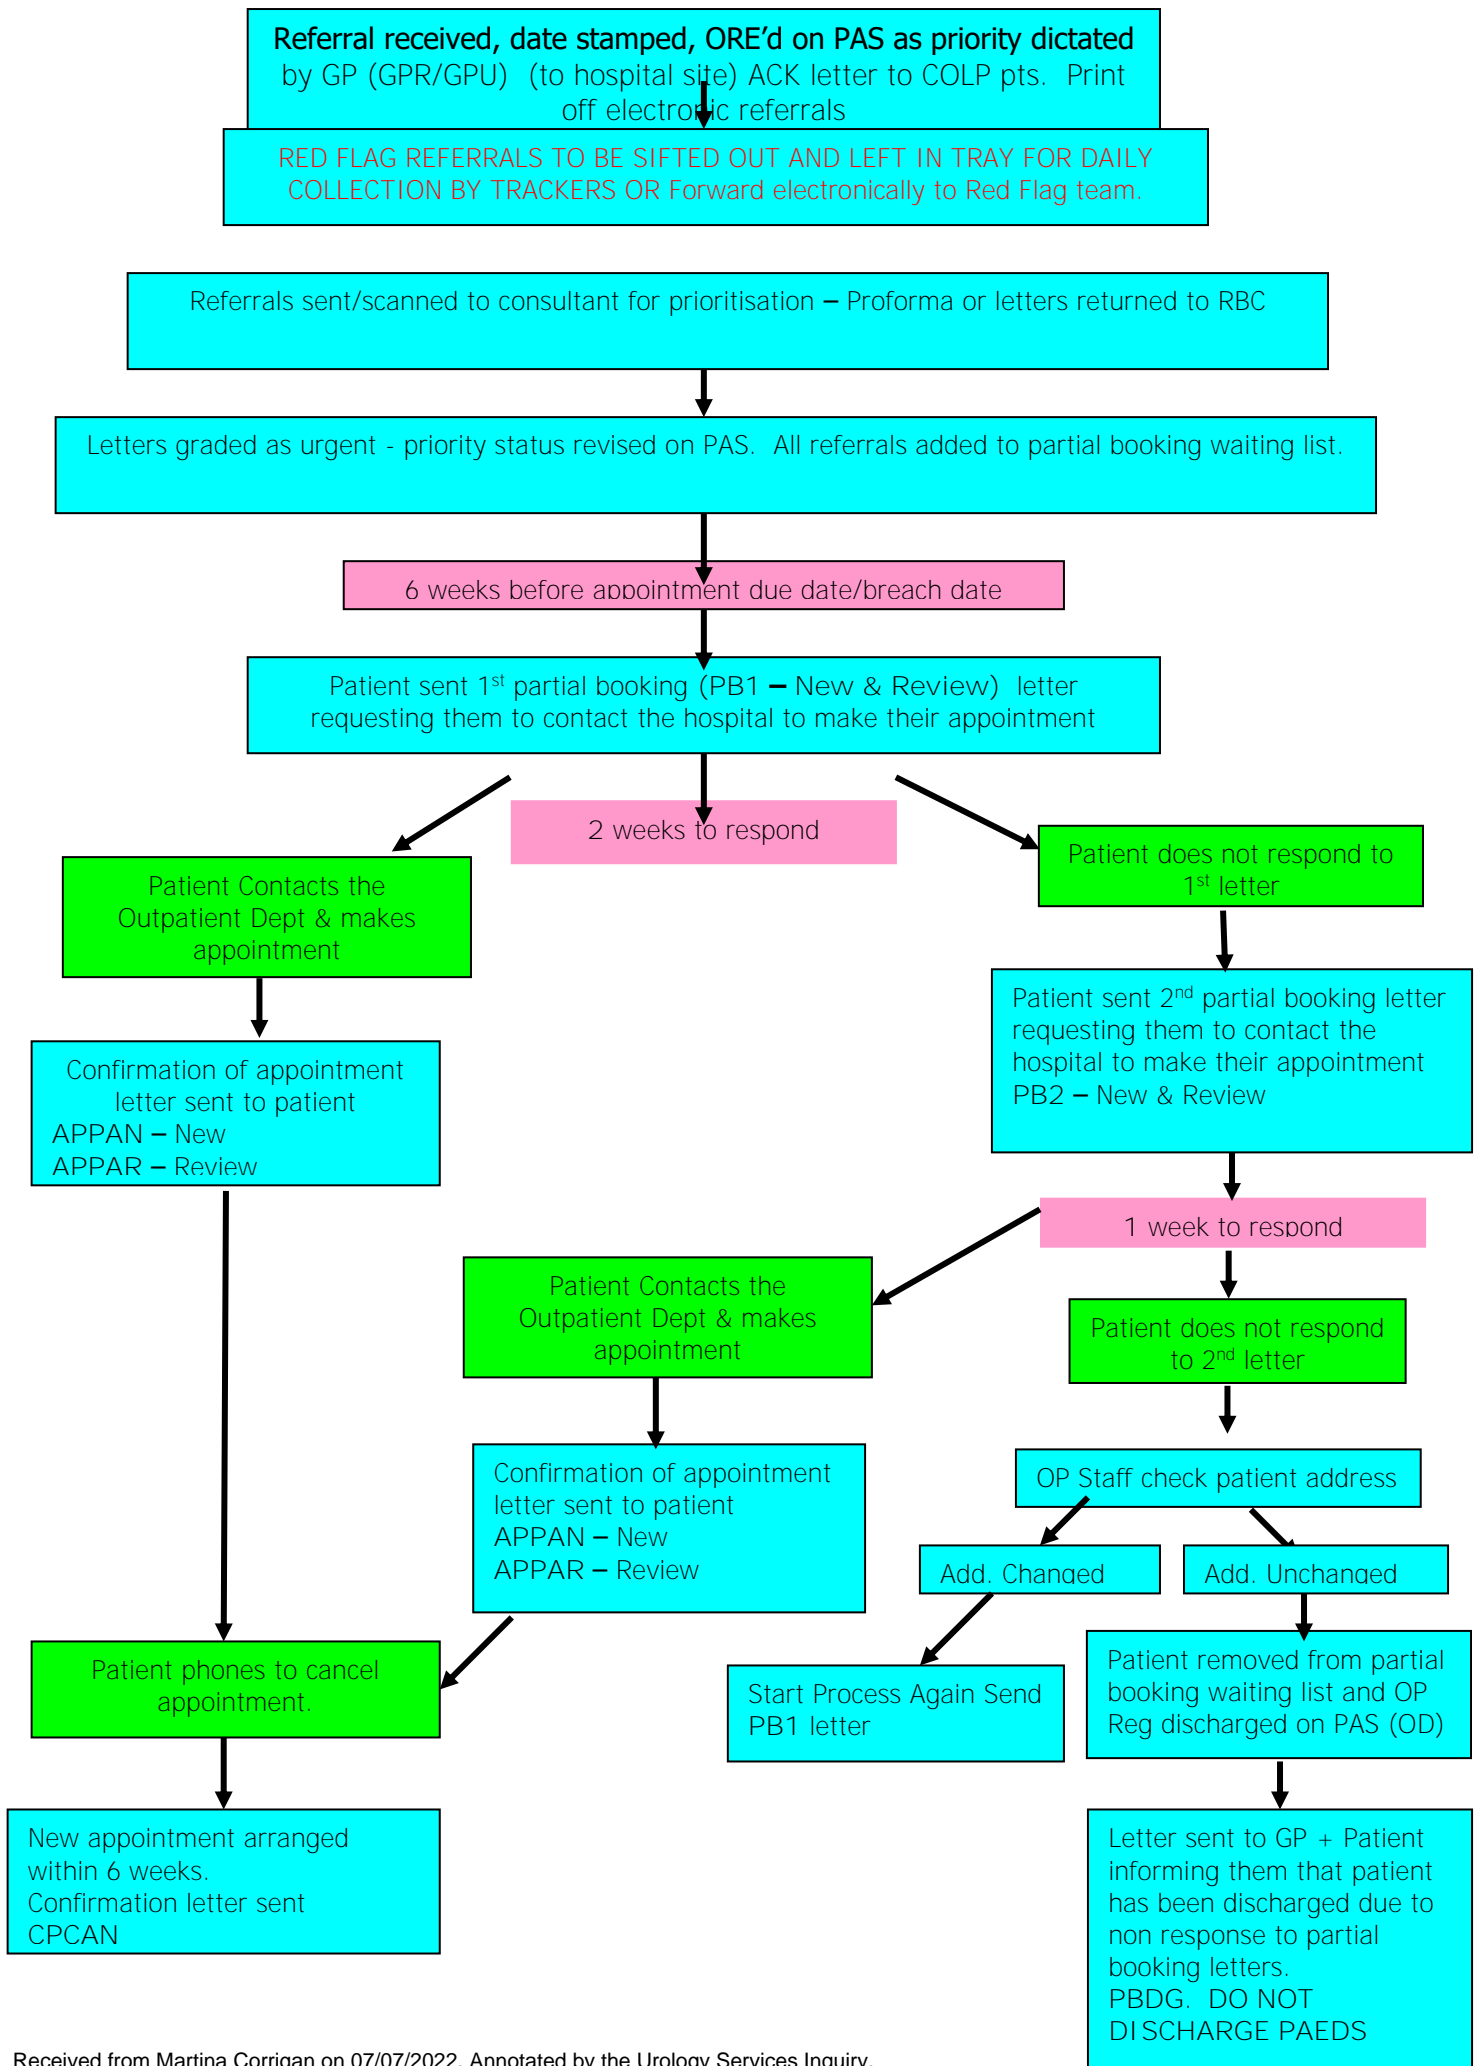 Referral received, date stamped, ORE’d on PAS as priority dictated
by GP (GPR/GPU) (to hospital site) ACK letter to COLP pts. Print
off electronic referrals
RED FLAG REFERRALS TO BE SIFTED OUT AND LEFT IN TRAY FOR DAILY
COLLECTION BY TRACKERS OR Forward electronically to Red Flag team.
Referrals sent/scanned to consultant for prioritisation – Proforma or letters returned to RBC
Letters graded as urgent - priority status revised on PAS. All referrals added to partial booking waiting list.
6 weeks before appointment due date/breach date
Patient sent 1st partial booking (PB1 – New & Review) letter
requesting them to contact the hospital to make their appointment
2 weeks to respond
Patient Contacts the
Outpatient Dept & makes
appointment
Patient does not respond to
1st letter
Confirmation of appointment
letter sent to patient
APPAN – New
APPAR – Review
Patient sent 2nd partial booking letter
requesting them to contact the
hospital to make their appointment
PB2 – New & Review
1 week to respond
Patient Contacts the
Outpatient Dept & makes
appointment
Patient does not respond
to 2nd letter
Confirmation of appointment
letter sent to patient
APPAN – New
APPAR – Review
OP Staff check patient address
Add. Changed
Add. Unchanged
Patient phones to cancel
appointment.
Start Process Again Send
PB1 letter
Patient removed from partial
booking waiting list and OP
Reg discharged on PAS (OD)
New appointment arranged
within 6 weeks.
Confirmation letter sent
CPCAN
Letter sent to GP + Patient
informing them that patient
has been discharged due to
non response to partial
booking letters.
PBDG. DO NOT
DISCHARGE PAEDS
Received from Martina Corrigan on 07/07/2022. Annotated by the Urology Services Inquiry.